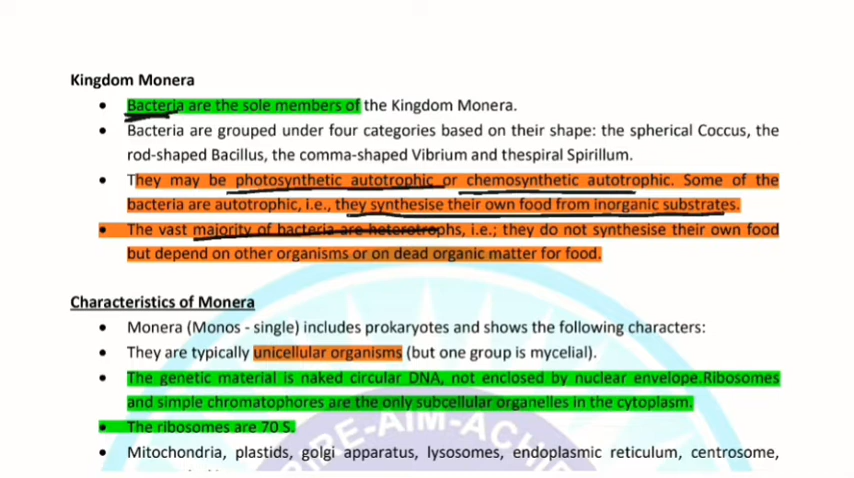 Kingdom Monera
• Bacteria are the sole members of the Kingdom Monera.
• Bacteria are grouped under four categories based on their shape: the spherical Coccus, the
rod-shaped Bacillus, the comma-shaped Vibrium and thespiral Spirillum.
• They may be photosynthetic autotrophic or chemosynthetic autotrophic. Some of the
bacteria are autotrophic, i.e., they synthesise their own food from inorganic substrates.
• The vast majority of bacteria are heterotrophs, i.e.; they do not synthesise their own food
but depend on other organisms or on dead organic matter for food.
Characteristics of Monera
• Monera (Monos - single) includes prokaryotes and shows the following characters:
• They are typically unicellular organisms (but one group is mycelial).
• The genetic material is naked circular DNA, not enclosed by nuclear envelope.Ribosomes
and simple chromatophores are the only subcellular organelles in the cytoplasm.
• The ribosomes are 70 S.
• Mitochondria, plastids, golgi apparatus, lysosomes, endoplasmic reticulum, centrosome,